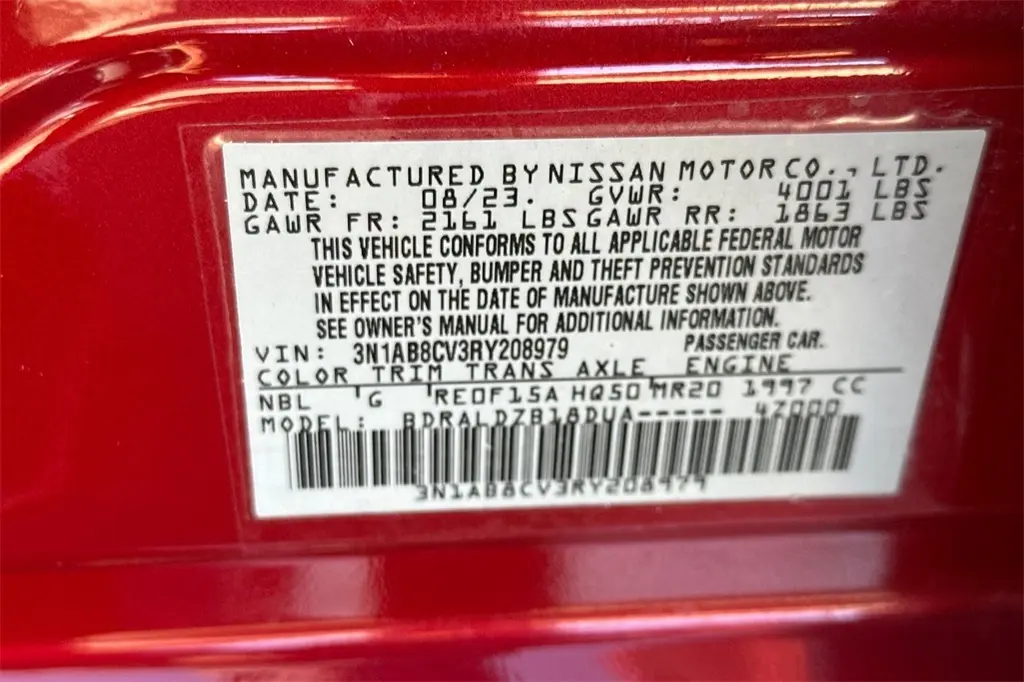 MANUFACTURED BY NISSAN MOTOR CO., LTD.
DATE: 08/23. GVWR: 4001 LBS
GAWR FR: 2161 LBS GAWR RR: 1863 LBS
THIS VEHICLE CONFORMS TO ALL APPLICABLE FEDERAL MOTOR
VEHICLE SAFETY, BUMPER AND THEFT PREVENTION STANDARDS
IN EFFECT ON THE DATE OF MANUFACTURE SHOWN ABOVE.
SEE OWNER'S MANUAL FOR ADDITIONAL INFORMATION.
VIN: 3N1AB8CV3RY208979 PASSENGER CAR.
COLOR TRIM TRANS AXLE ENGINE
NBL G RE0F15A HQ50 MR20 1997 CC
MODEL: BDRALDZB18DUA----- 47000
3N1AB8CV3RY208979